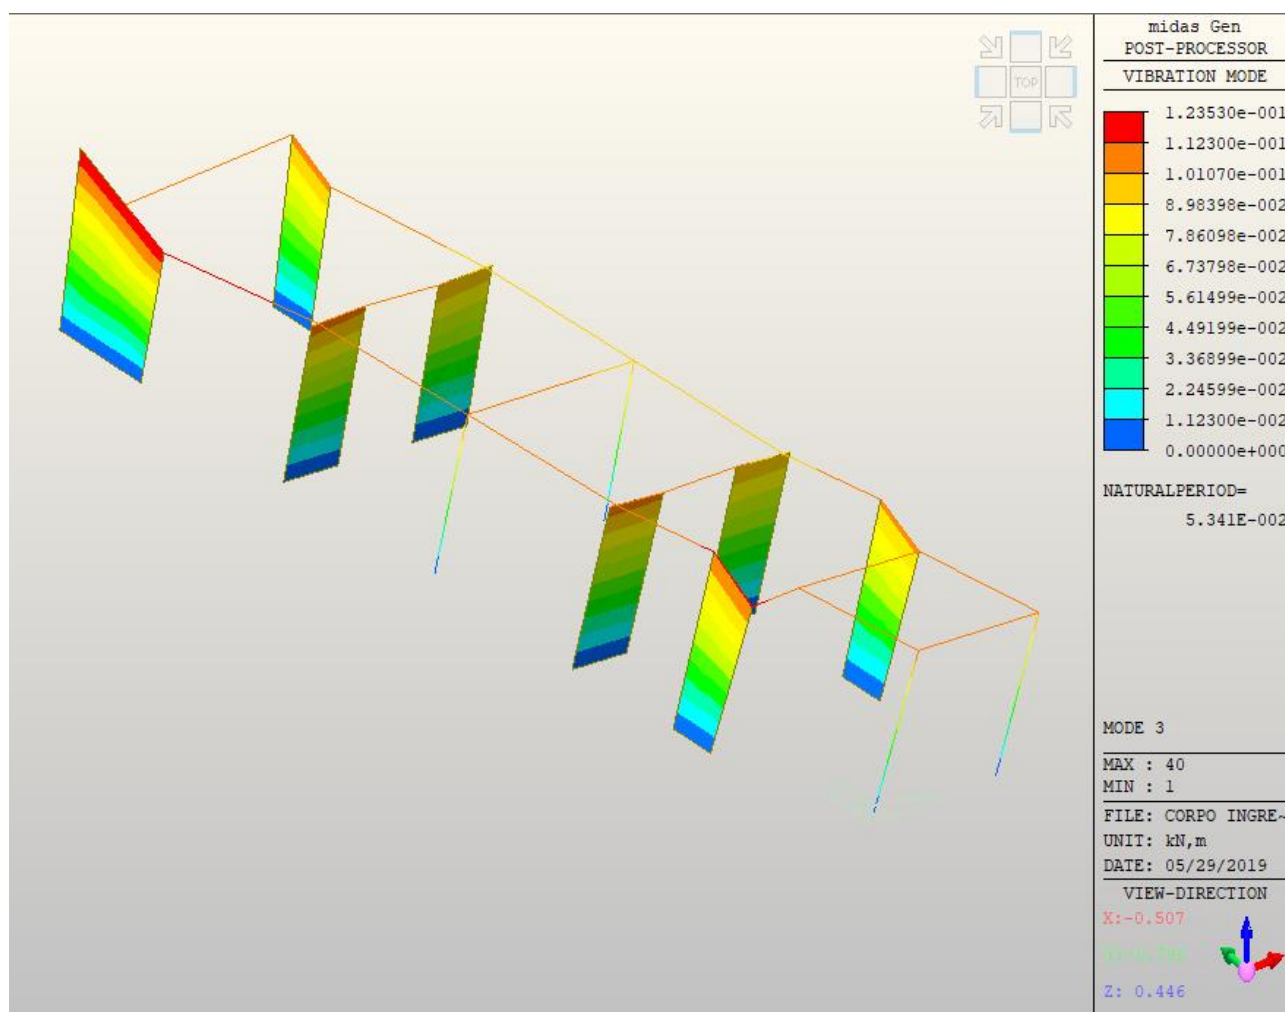 TOP
midas Gen
POST-PROCESSOR
VIBRATION MODE
1.23530e-001
1.12300e-001
1.01070e-001
8.98398e-002
7.86098e-002
6.73798e-002
5.61499e-002
4.49199e-002
3.36899e-002
2.24599e-002
1.12300e-002
0.00000e+000
NATURALPERIOD=
5.341E-002
MODE 3
MAX : 40
MIN : 1
FILE: CORPO INGRE~
UNIT: kN,m
DATE: 05/29/2019
VIEW-DIRECTION
X:-0.507
Z: 0.446